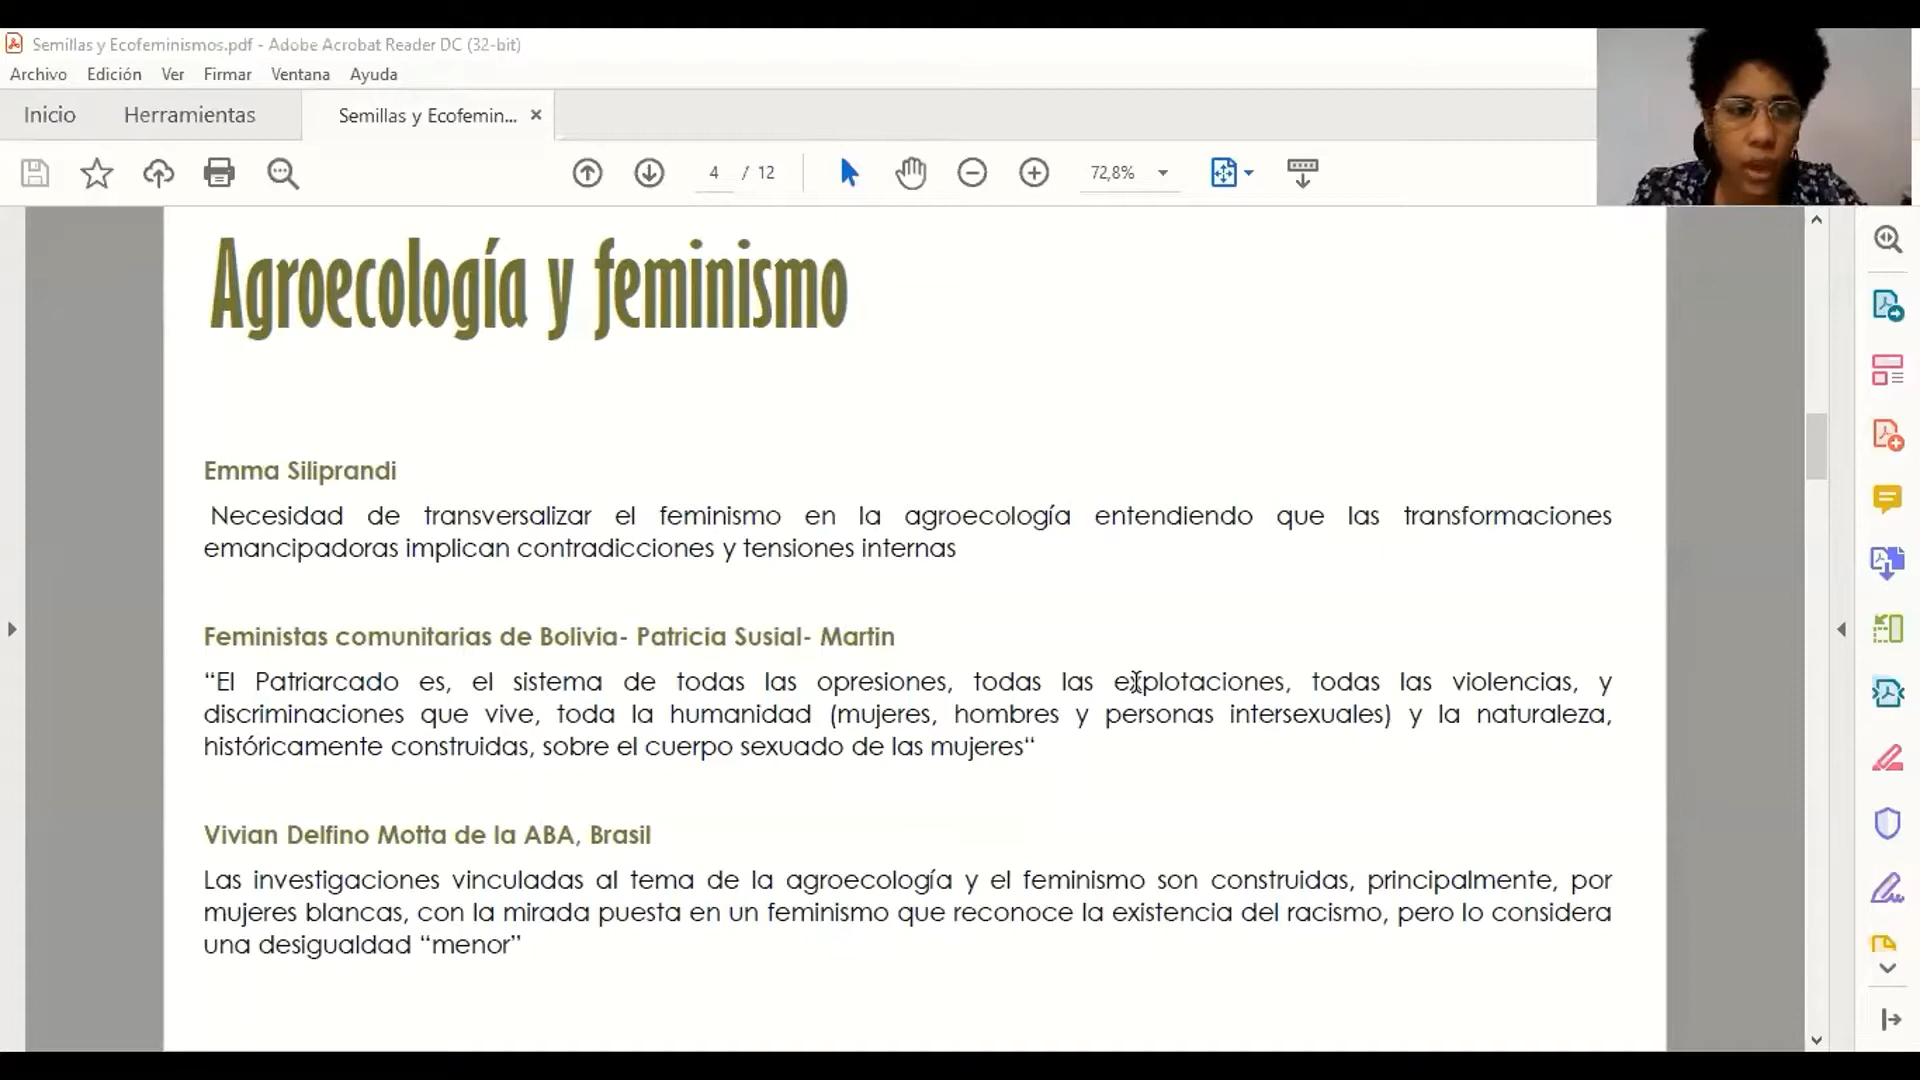 Semillas y Ecofeminismos.pdf - Adobe Acrobat Reader DC (32-bit)
Archivo Edición Ver Firmar Ventana Ayuda
Inicio Herramientas Semillas y Ecofemin... ×
4 / 12 72,8%
Agroecología y feminismo
Emma Siliprandi
Necesidad de transversalizar el feminismo en la agroecología entendiendo que las transformaciones
emancipadoras implican contradicciones y tensiones internas
Feministas comunitarias de Bolivia- Patricia Susial- Martin
“El Patriarcado es, el sistema de todas las opresiones, todas las explotaciones, todas las violencias, y
discriminaciones que vive, toda la humanidad (mujeres, hombres y personas intersexuales) y la naturaleza,
históricamente construidas, sobre el cuerpo sexuado de las mujeres“
Vivian Delfino Motta de la ABA, Brasil
Las investigaciones vinculadas al tema de la agroecología y el feminismo son construidas, principalmente, por
mujeres blancas, con la mirada puesta en un feminismo que reconoce la existencia del racismo, pero lo considera
una desigualdad “menor”